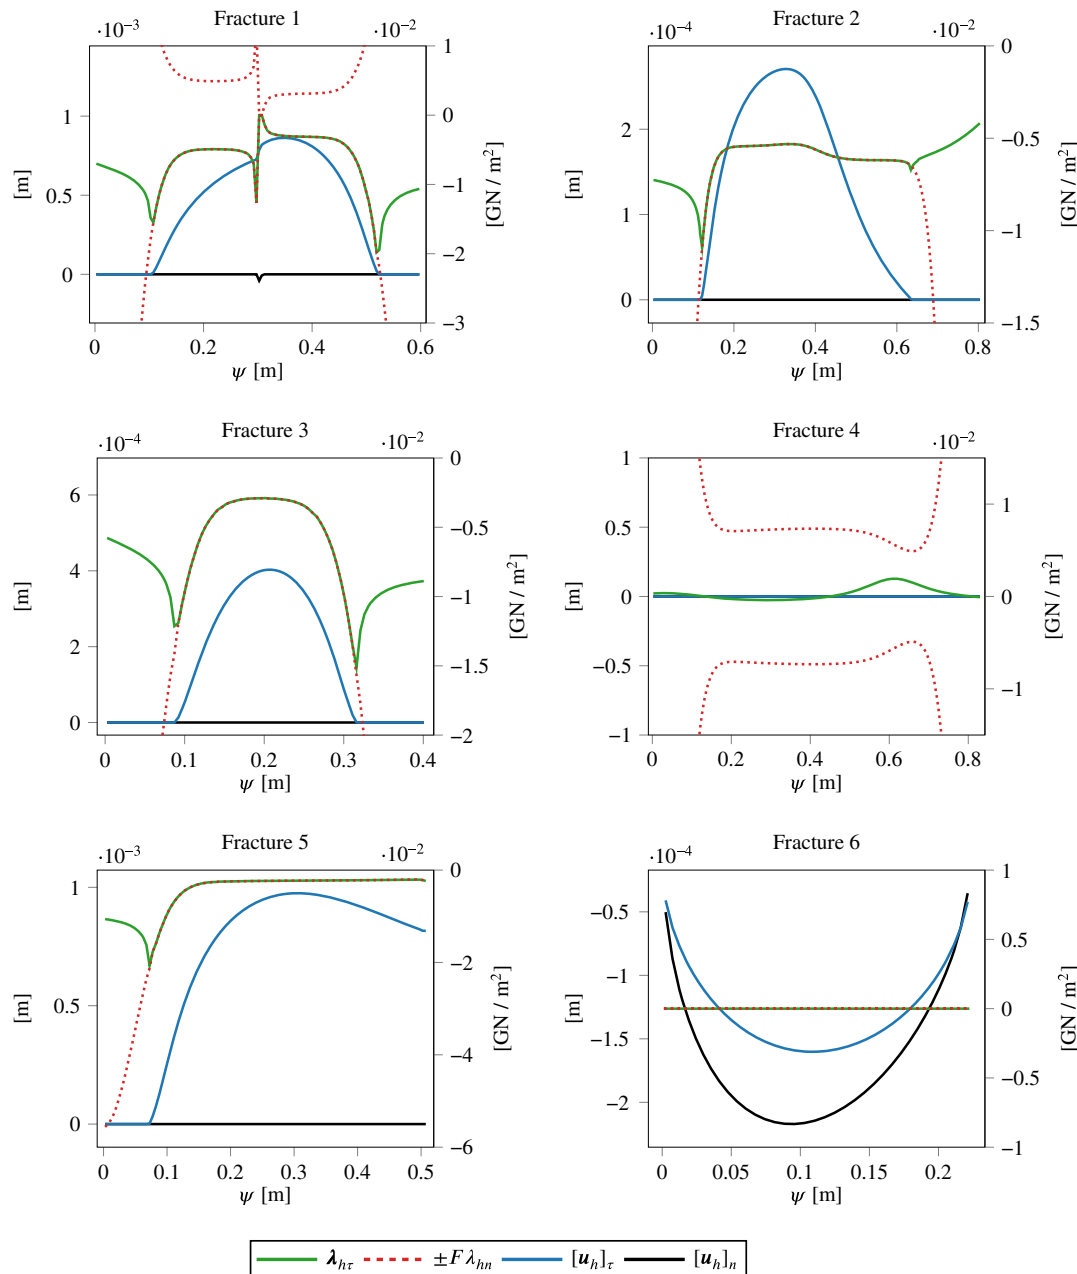 Fracture 1
·10⁻³
·10⁻²
1
0.5
0
[m]
1
0
−1
−2
−3
[GN / m²]
0 0.2 0.4 0.6
ψ [m]
Fracture 2
·10⁻⁴
·10⁻²
2
1
0
[m]
0
−0.5
−1
−1.5
[GN / m²]
0 0.2 0.4 0.6 0.8
ψ [m]
Fracture 3
·10⁻⁴
·10⁻²
6
4
2
0
[m]
0
−0.5
−1
−1.5
−2
[GN / m²]
0 0.1 0.2 0.3 0.4
ψ [m]
Fracture 4
·10⁻²
1
0.5
0
−0.5
−1
[m]
1
0
−1
[GN / m²]
0 0.2 0.4 0.6 0.8
ψ [m]
Fracture 5
·10⁻³
·10⁻²
1
0.5
0
[m]
0
−2
−4
−6
[GN / m²]
0 0.1 0.2 0.3 0.4 0.5
ψ [m]
Fracture 6
·10⁻⁴
−0.5
−1
−1.5
−2
[m]
1
0.5
0
−0.5
−1
[GN / m²]
0 0.05 0.1 0.15 0.2
ψ [m]
λ_hτ ±Fλ_hn [u_h]_τ [u_h]_n